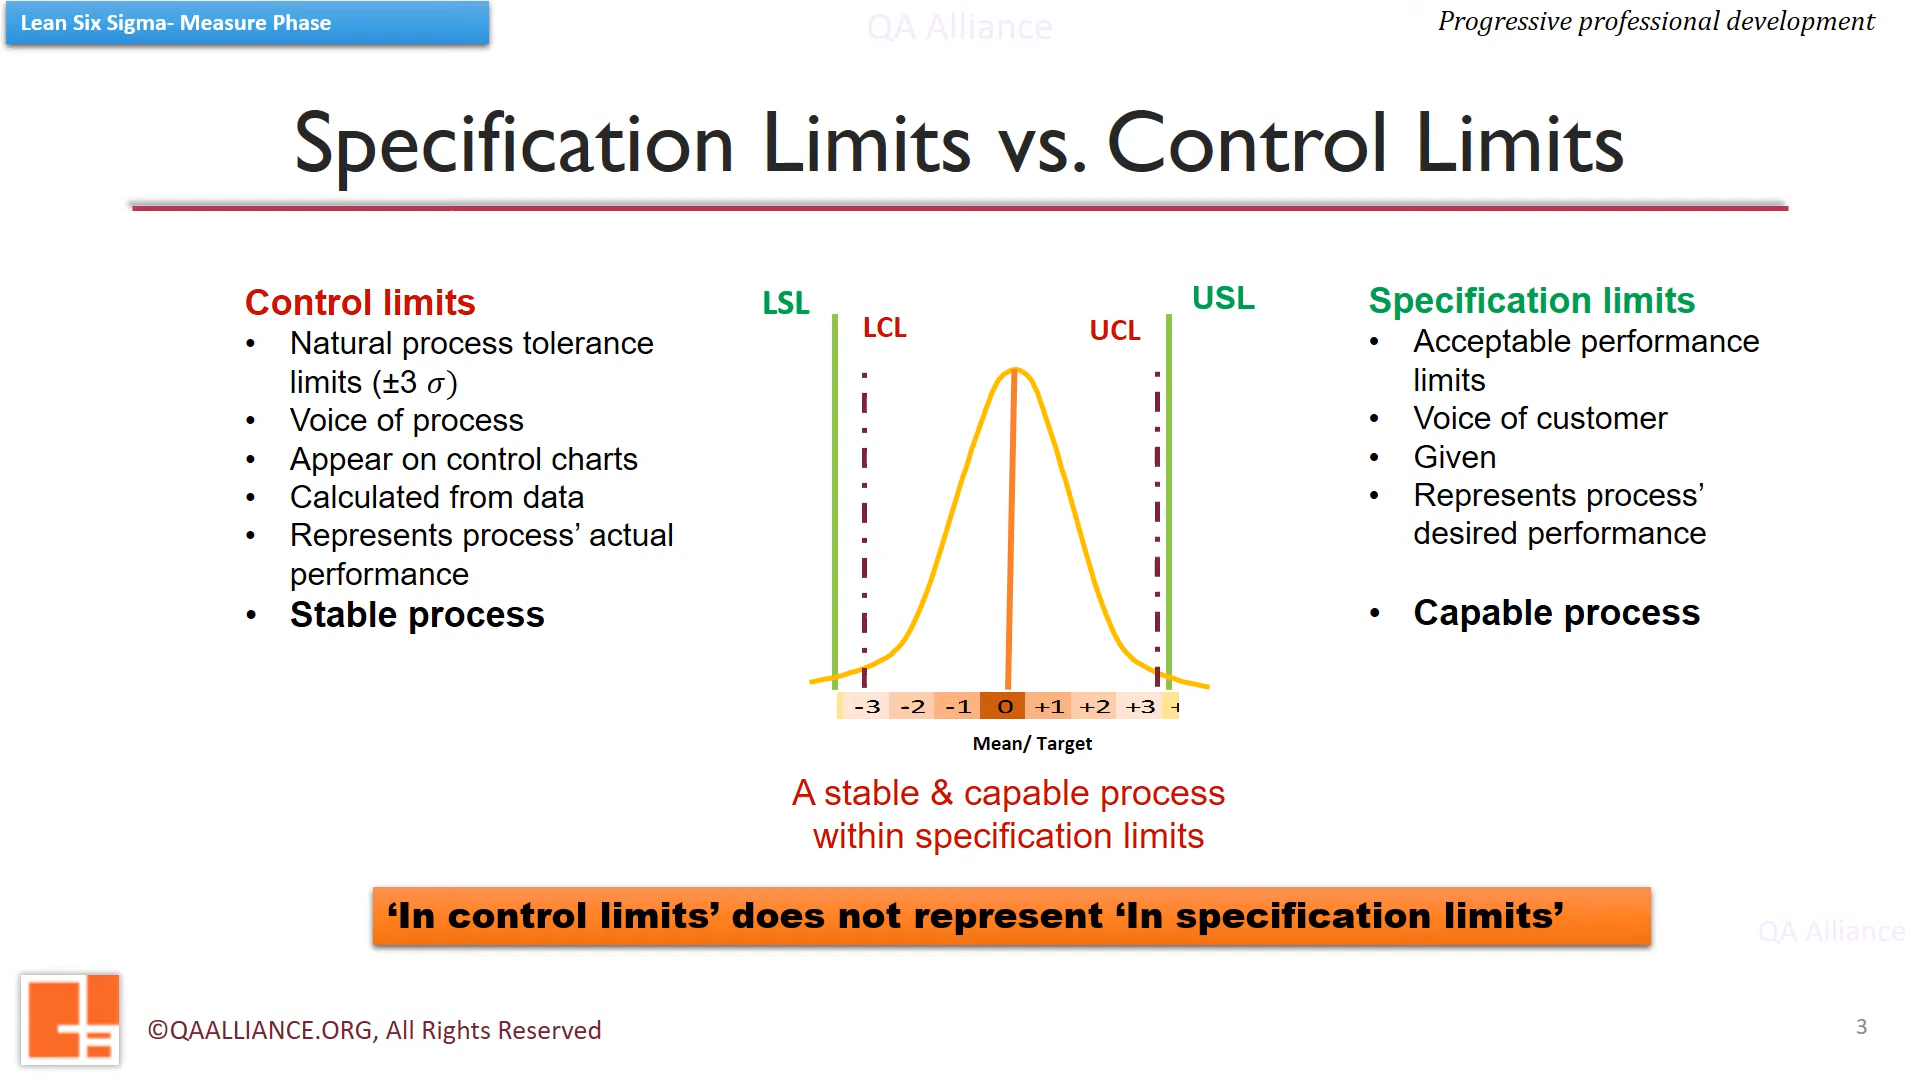 Lean Six Sigma- Measure Phase
QA Alliance
Progressive professional development
Specification Limits vs. Control Limits
Control limits
• Natural process tolerance
limits (±3 σ)
• Voice of process
• Appear on control charts
• Calculated from data
• Represents process’ actual
performance
• Stable process
LSL
USL
LCL
UCL
-3 -2 -1 0 +1 +2 +3 +
Mean/ Target
A stable & capable process
within specification limits
Specification limits
• Acceptable performance
limits
• Voice of customer
• Given
• Represents process’
desired performance
• Capable process
‘In control limits’ does not represent ‘In specification limits’
QA Alliance
©QAALLIANCE.ORG, All Rights Reserved
3